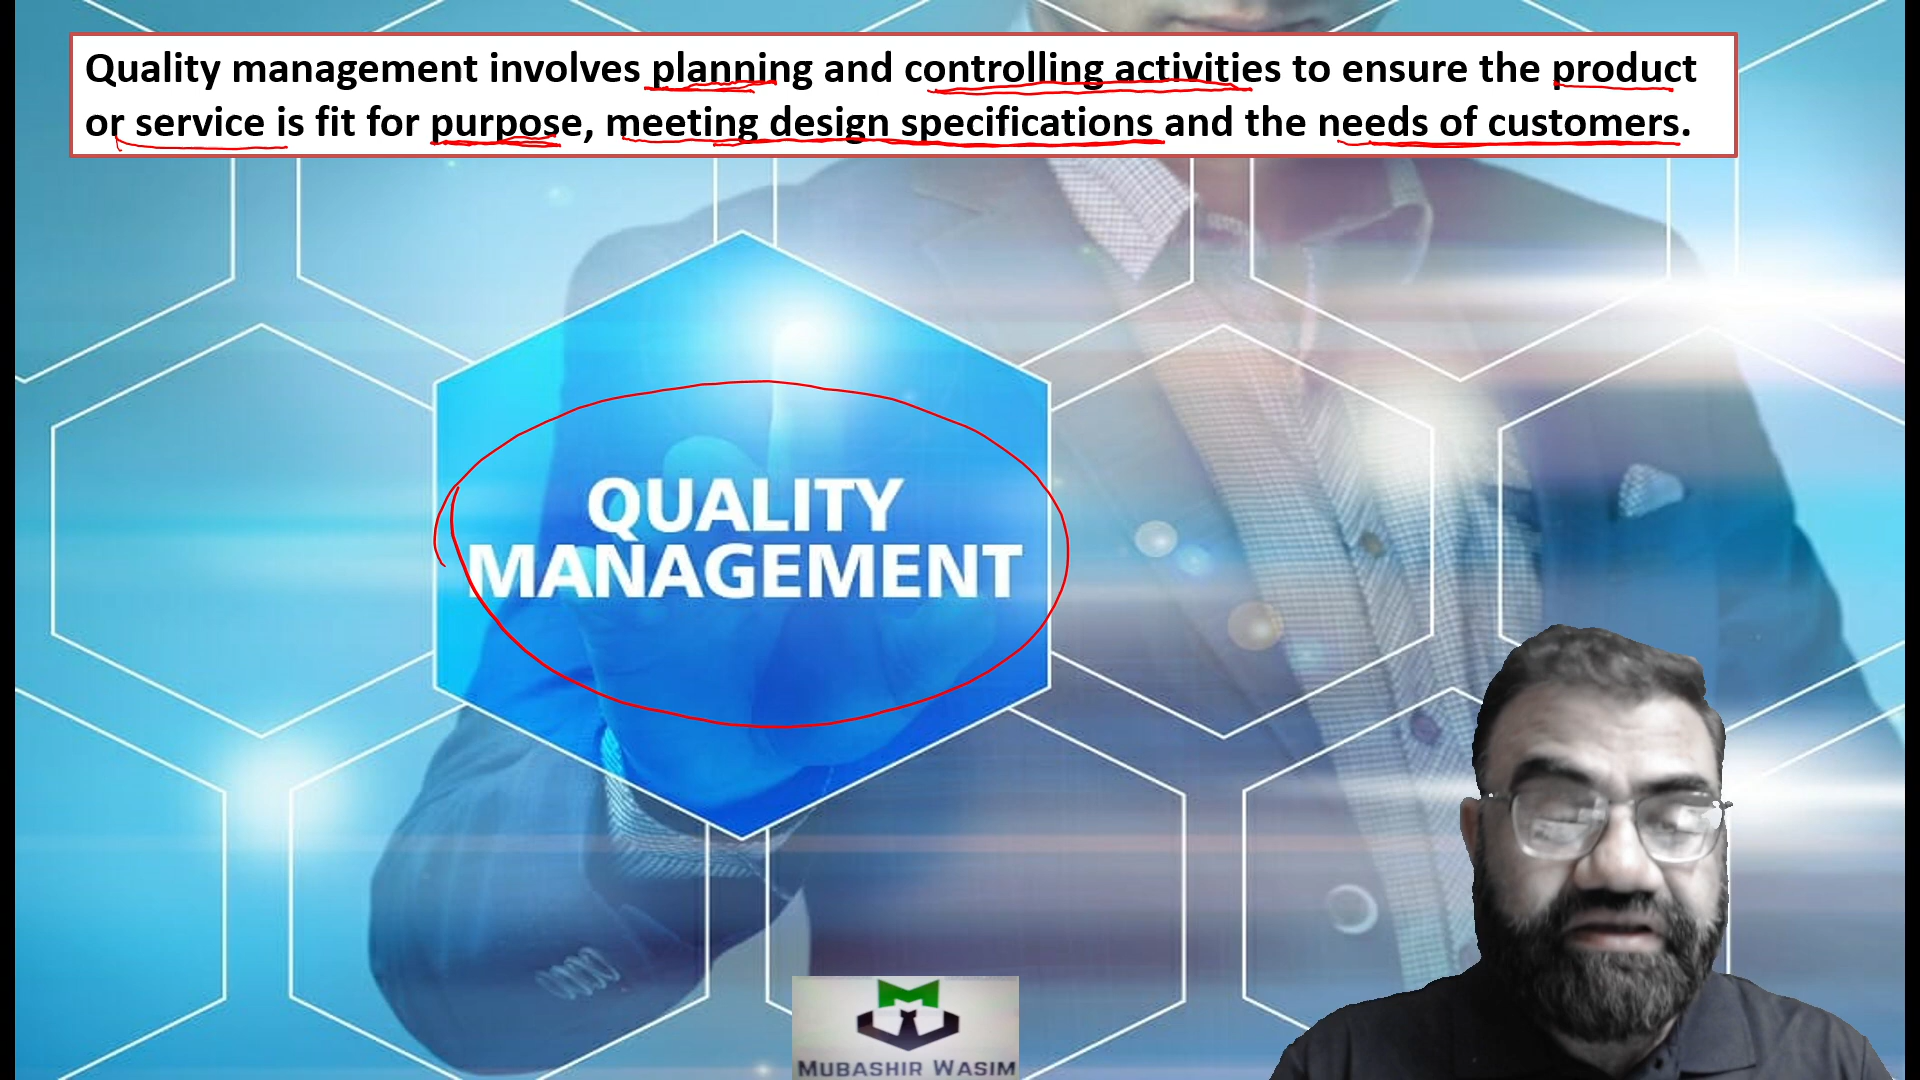 Quality management involves planning and controlling activities to ensure the product
or service is fit for purpose, meeting design specifications and the needs of customers.
QUALITY
MANAGEMENT
MUBASHIR WASIM